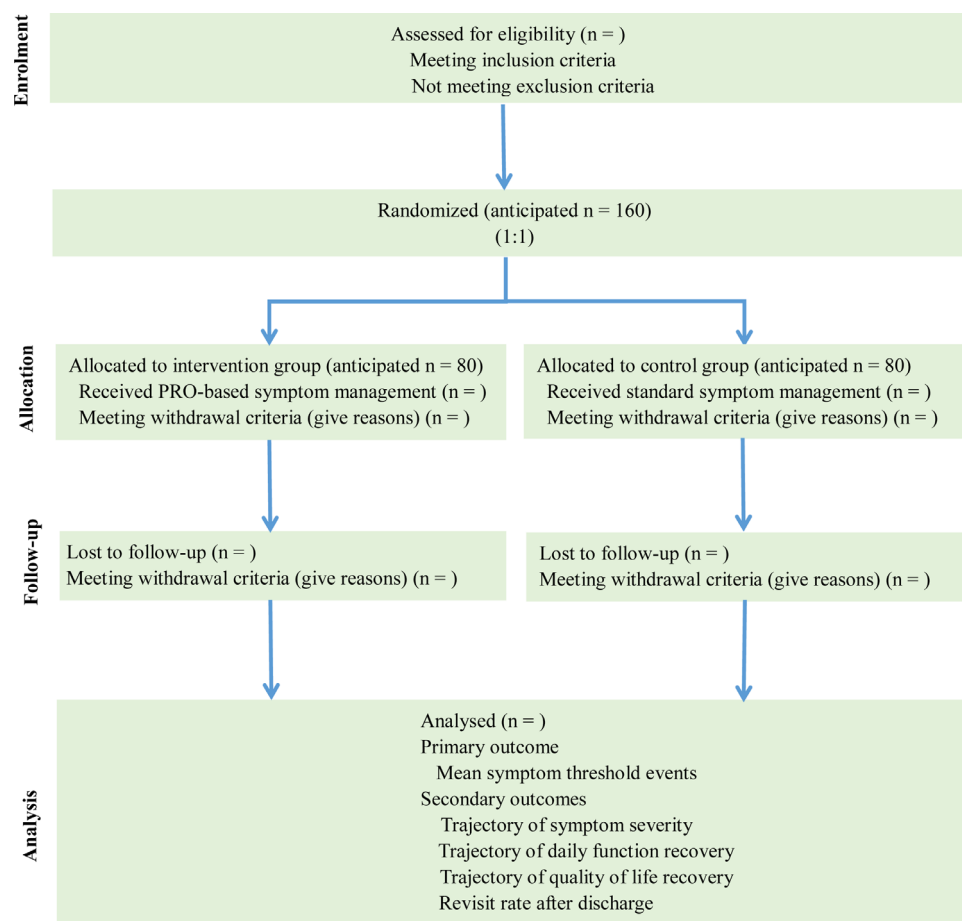 Enrolment
Assessed for eligibility (n = )
Meeting inclusion criteria
Not meeting exclusion criteria
Randomized (anticipated n = 160)
(1:1)
Allocation
Allocated to intervention group (anticipated n = 80)
Received PRO-based symptom management (n = )
Meeting withdrawal criteria (give reasons) (n = )
Allocated to control group (anticipated n = 80)
Received standard symptom management (n = )
Meeting withdrawal criteria (give reasons) (n = )
Follow-up
Lost to follow-up (n = )
Meeting withdrawal criteria (give reasons) (n = )
Lost to follow-up (n = )
Meeting withdrawal criteria (give reasons) (n = )
Analysis
Analysed (n = )
Primary outcome
Mean symptom threshold events
Secondary outcomes
Trajectory of symptom severity
Trajectory of daily function recovery
Trajectory of quality of life recovery
Revisit rate after discharge